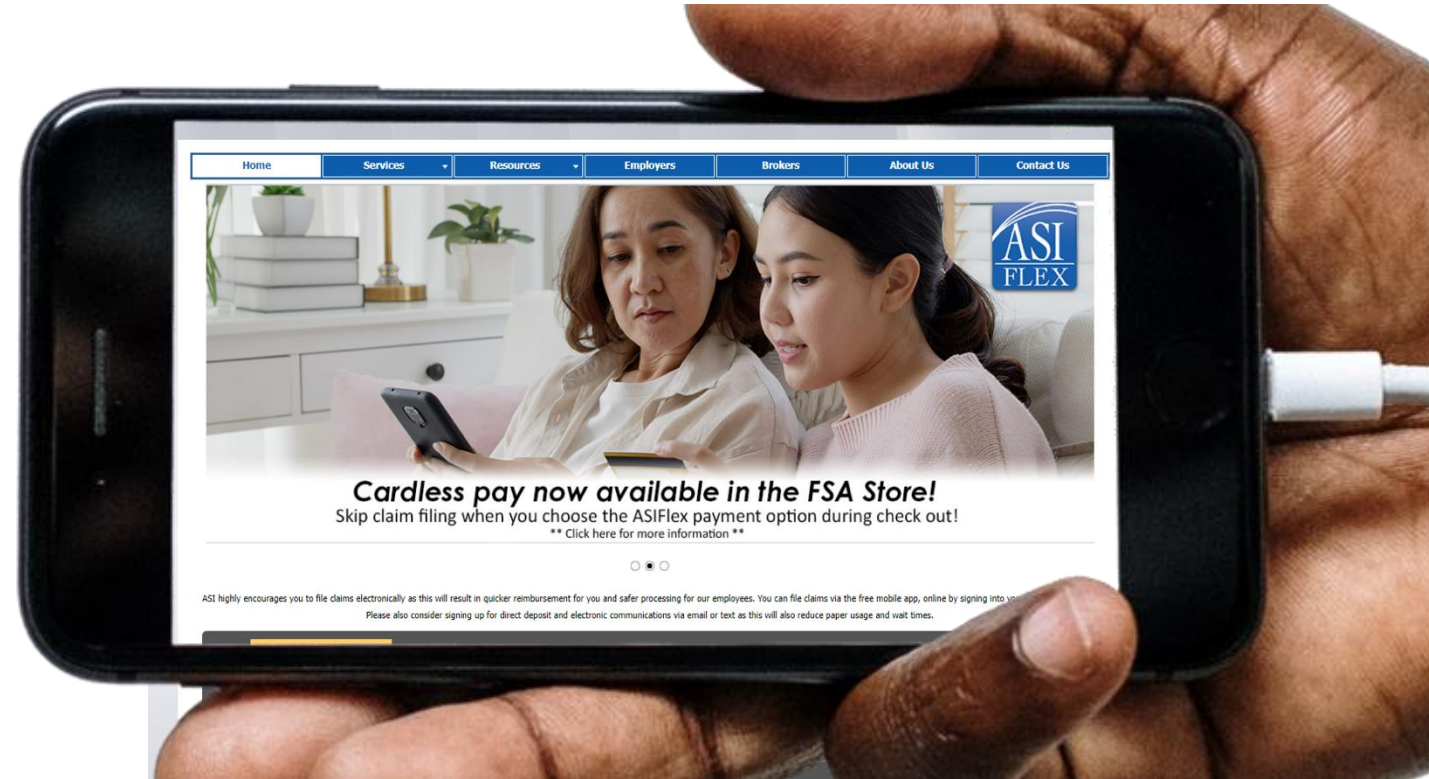 Home Services Resources Employers Brokers About Us Contact Us
ASI
FLEX
Cardless pay now available in the FSA Store!
Skip claim filing when you choose the ASIFlex payment option during check out!
** Click here for more information **
ASI highly encourages you to file claims electronically as this will result in quicker reimbursement for you and safer processing for our employees. You can file claims via the free mobile app, online by signing into
Please also consider signing up for direct deposit and electronic communications via email or text as this will also reduce paper usage and wait times.